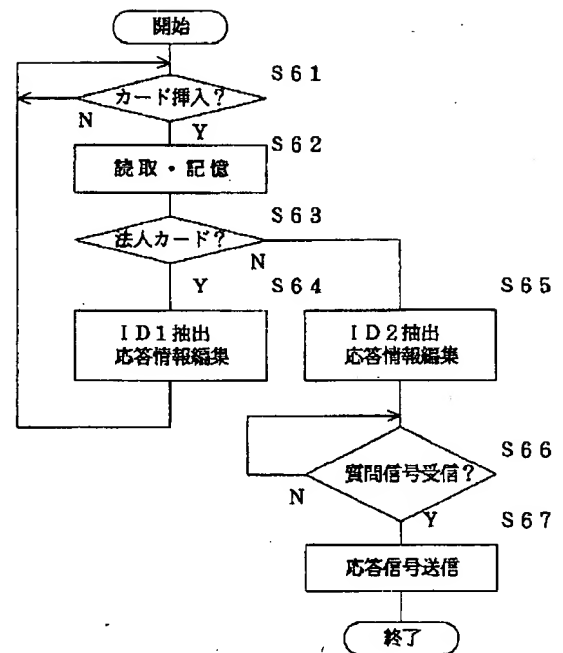 開始
S61
カード挿入?
N
Y
S62
読取・記憶
S63
法人カード?
N
Y
S64
S65
ID1抽出
応答情報編集
ID2抽出
応答情報編集
S66
質問信号受信?
N
Y
S67
応答信号送信
終了